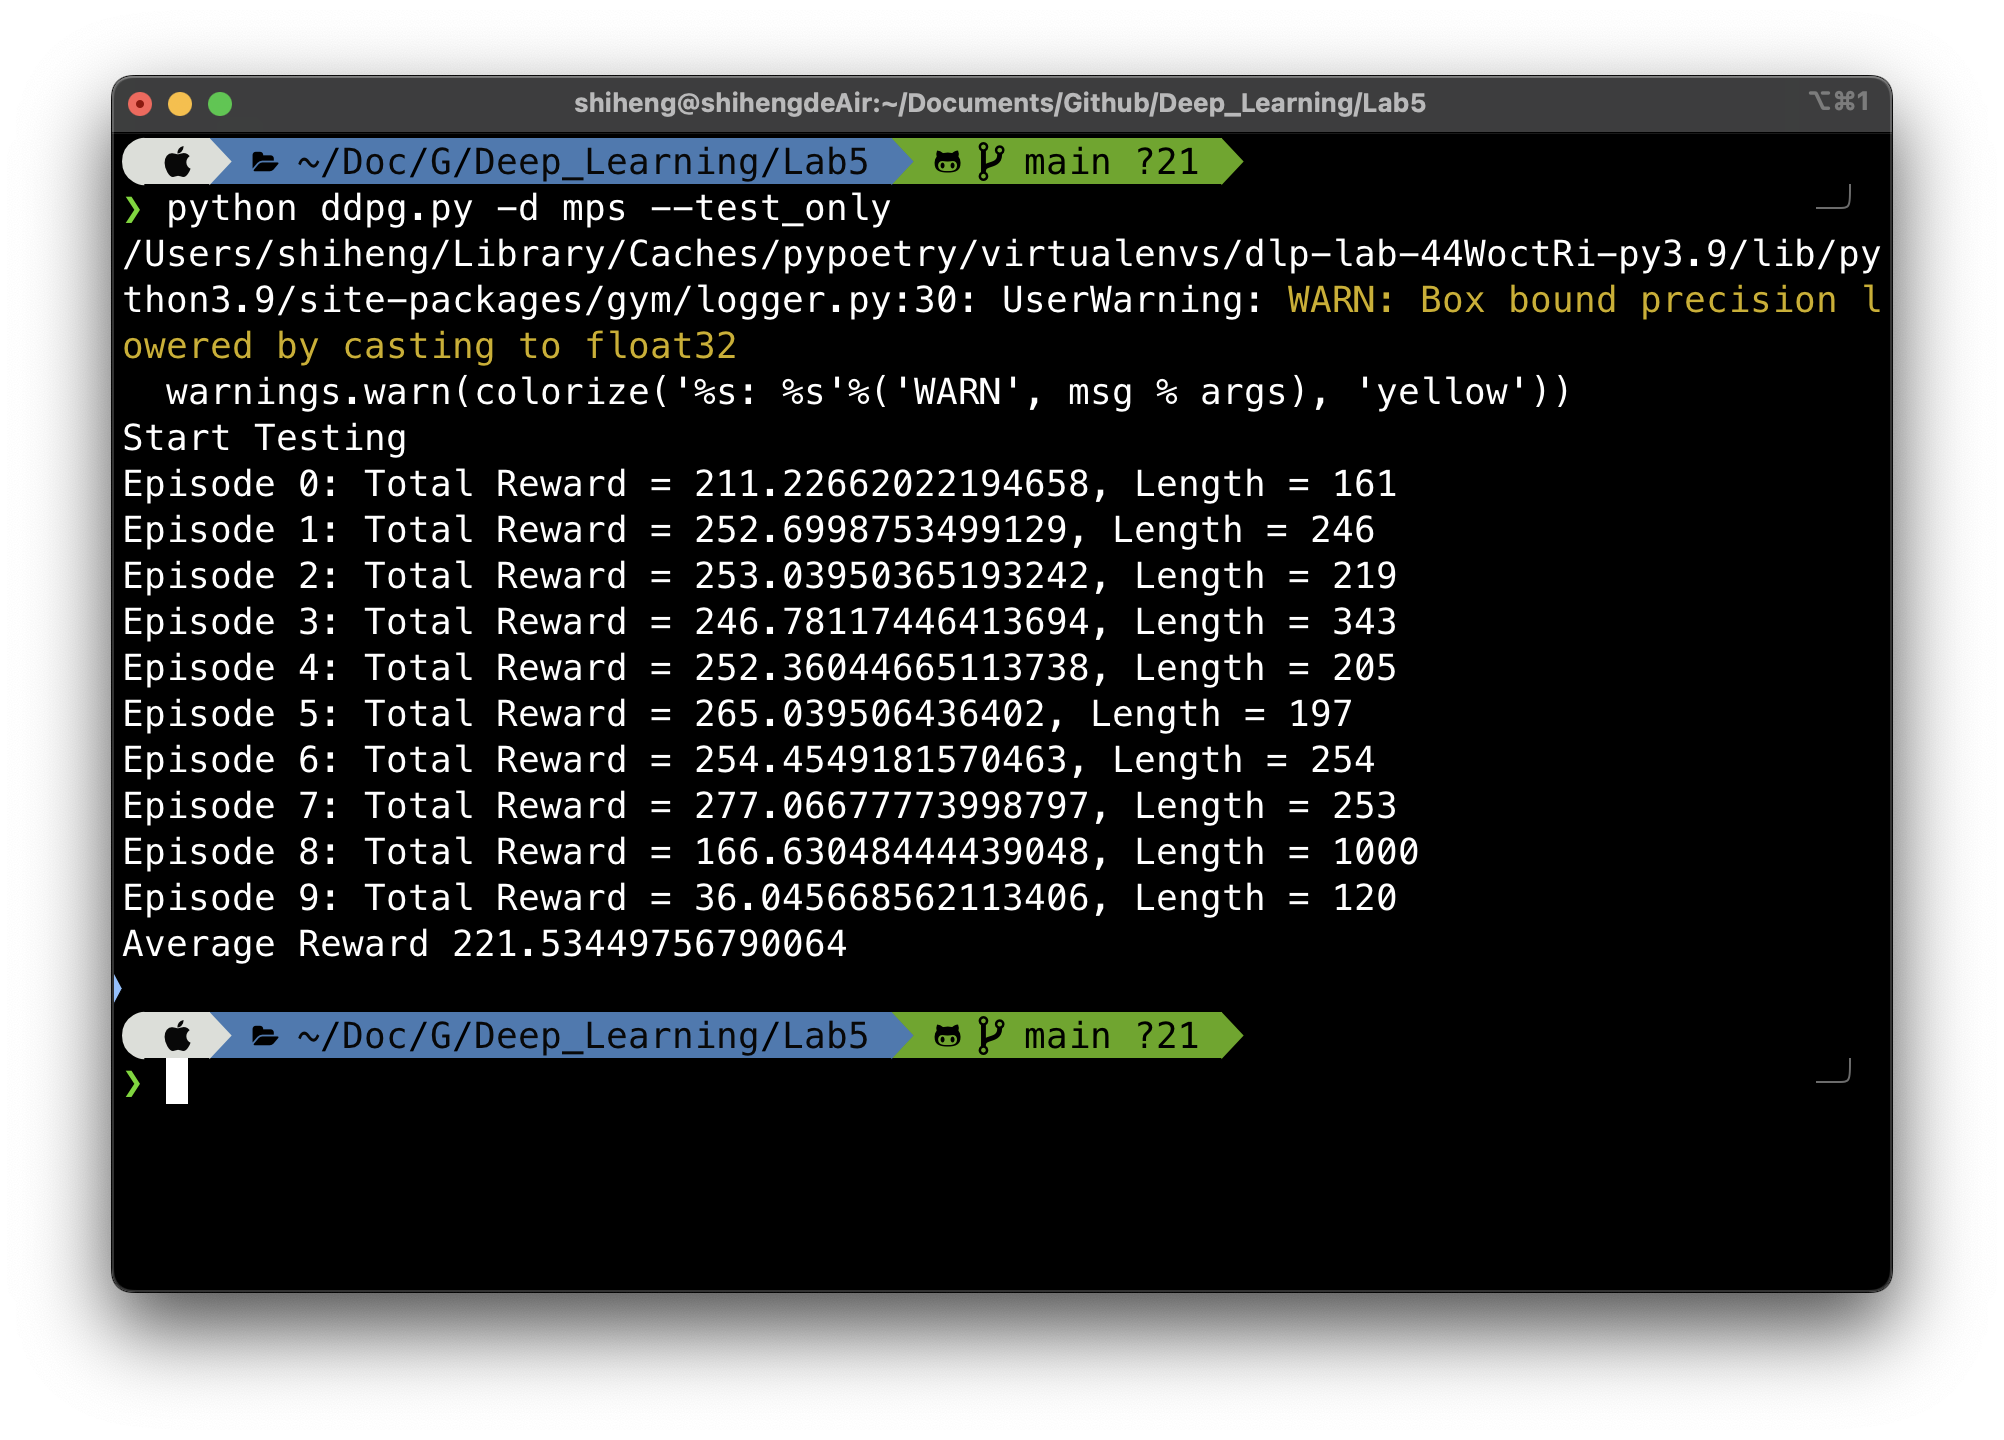 shiheng@shihengdeAir:~/Documents/Github/Deep_Learning/Lab5 ⌥⌘1
~/Doc/G/Deep_Learning/Lab5 main ?21
❯ python ddpg.py -d mps --test_only
/Users/shiheng/Library/Caches/pypoetry/virtualenvs/dlp-lab-44WoctRi-py3.9/lib/py
thon3.9/site-packages/gym/logger.py:30: UserWarning: WARN: Box bound precision l
owered by casting to float32
  warnings.warn(colorize('%s: %s'%('WARN', msg % args), 'yellow'))
Start Testing
Episode 0: Total Reward = 211.22662022194658, Length = 161
Episode 1: Total Reward = 252.6998753499129, Length = 246
Episode 2: Total Reward = 253.03950365193242, Length = 219
Episode 3: Total Reward = 246.78117446413694, Length = 343
Episode 4: Total Reward = 252.36044665113738, Length = 205
Episode 5: Total Reward = 265.039506436402, Length = 197
Episode 6: Total Reward = 254.4549181570463, Length = 254
Episode 7: Total Reward = 277.06677773998797, Length = 253
Episode 8: Total Reward = 166.63048444439048, Length = 1000
Episode 9: Total Reward = 36.045668562113406, Length = 120
Average Reward 221.53449756790064
~/Doc/G/Deep_Learning/Lab5 main ?21
❯